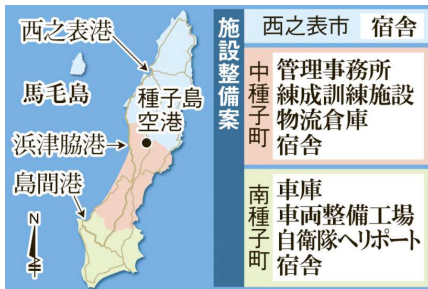 西之表港
馬毛島
種子島
空港
浜津脇港
島間港
N
施設整備案
西之表市
宿舎
中種子町
管理事務所
練成訓練施設
物流倉庫
宿舎
南種子町
車庫
車両整備工場
自衛隊ヘリポート
宿舎